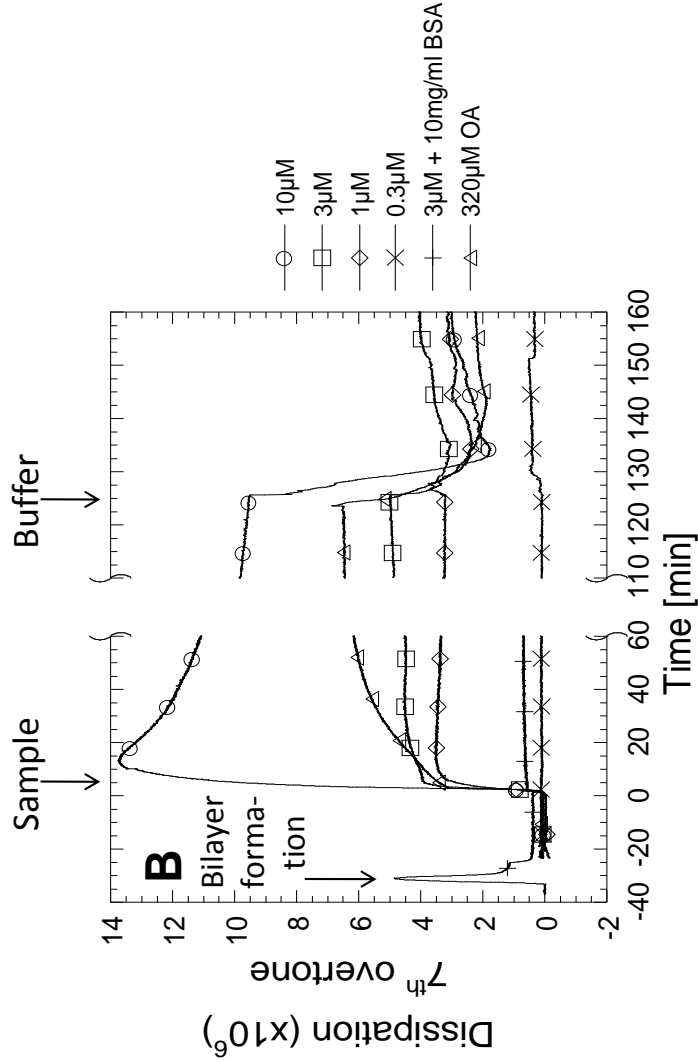 Sample
Buffer
B
Bilayer
forma-
tion
Dissipation (x10⁶)
7ᵗʰ overtone
14
12
10
8
6
4
2
0
-2
-40
-20
0
20
40
60
110
120
130
140
150
160
Time [min]
10µM
3µM
1µM
0.3µM
3µM + 10mg/ml BSA
320µM OA